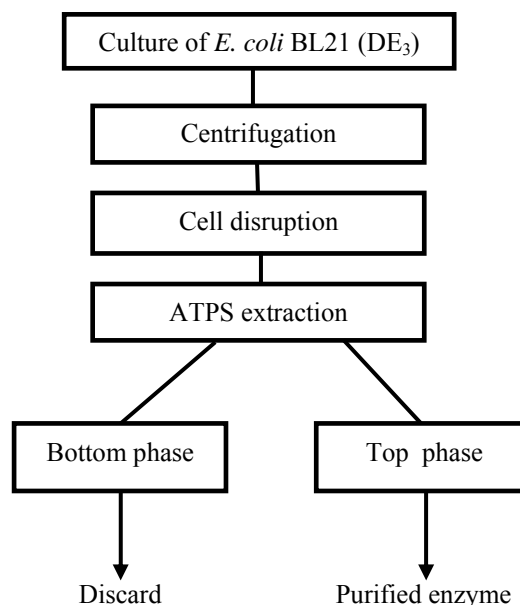 Culture of E. coli BL21 (DE₃)
Centrifugation
Cell disruption
ATPS extraction
Bottom phase
Top phase
Discard
Purified enzyme